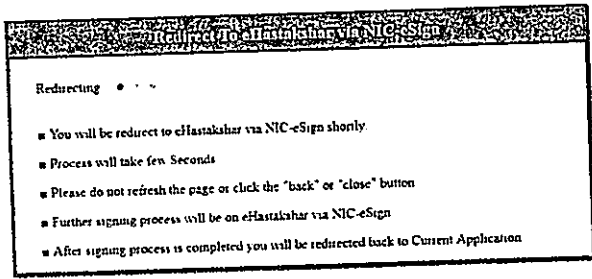 Redirect To eHastakshar via NIC-eSign
Redirecting
You will be redirect to eHastakshar via NIC-eSign shortly.
Process will take few Seconds
Please do not refresh the page or click the "back" or "close" button
Further signing process will be on eHastakshar via NIC-eSign
After signing process is completed you will be redirected back to Current Application